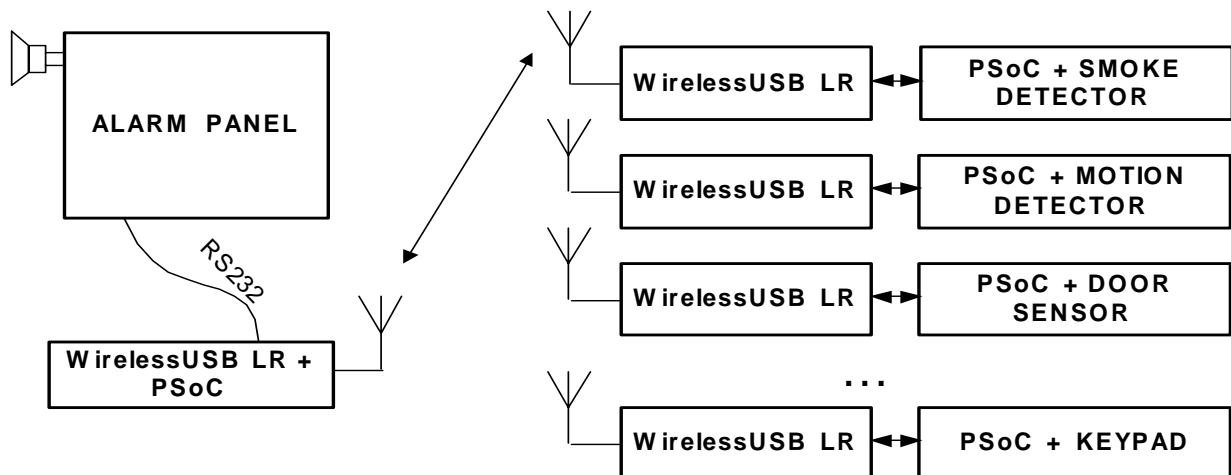 ALARM PANEL
RS232
WirelessUSB LR +
PSoC
WirelessUSB LR
PSoC + SMOKE
DETECTOR
WirelessUSB LR
PSoC + MOTION
DETECTOR
WirelessUSB LR
PSoC + DOOR
SENSOR
...
WirelessUSB LR
PSoC + KEYPAD